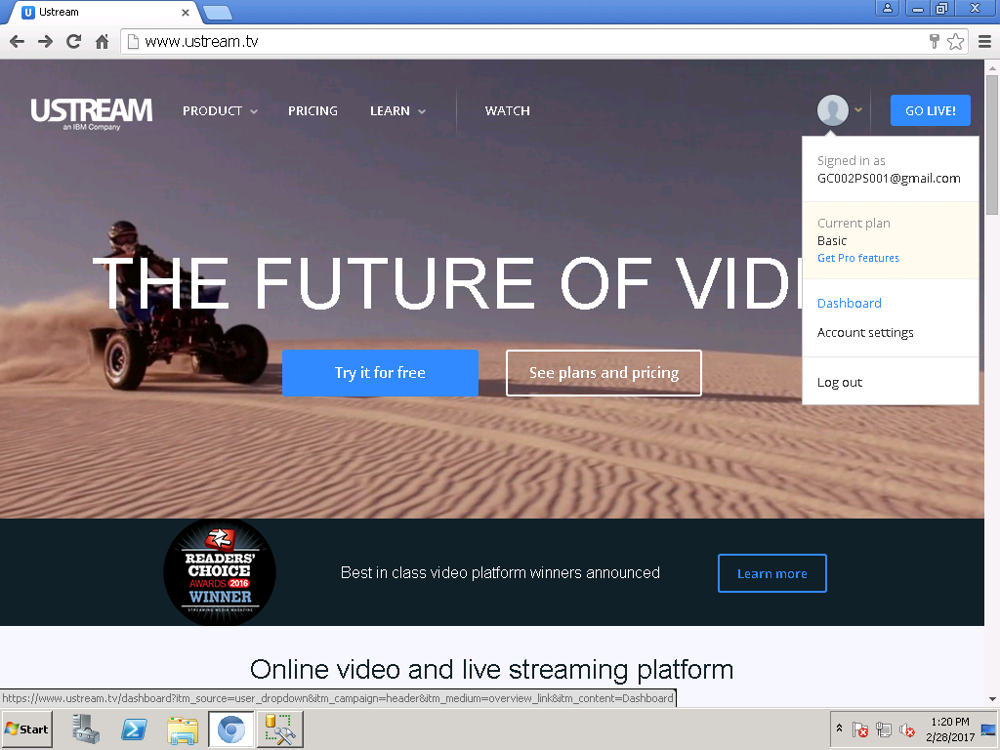 Ustream
www.ustream.tv
USTREAM
an IBM Company
PRODUCT
PRICING
LEARN
WATCH
GO LIVE!
Signed in as
GC002PS001@gmail.com
Current plan
Basic
Get Pro features
Dashboard
Account settings
Log out
THE FUTURE OF VID
Try it for free
See plans and pricing
READERS'
CHOICE
AWARDS 2016
WINNER
STREAMING MEDIA MAGAZINE
Best in class video platform winners announced
Learn more
Online video and live streaming platform
https://www.ustream.tv/dashboard?itm_source=user_dropdown&itm_campaign=header&itm_medium=overview_link&itm_content=Dashboard
Start
1:20 PM
2/28/2017